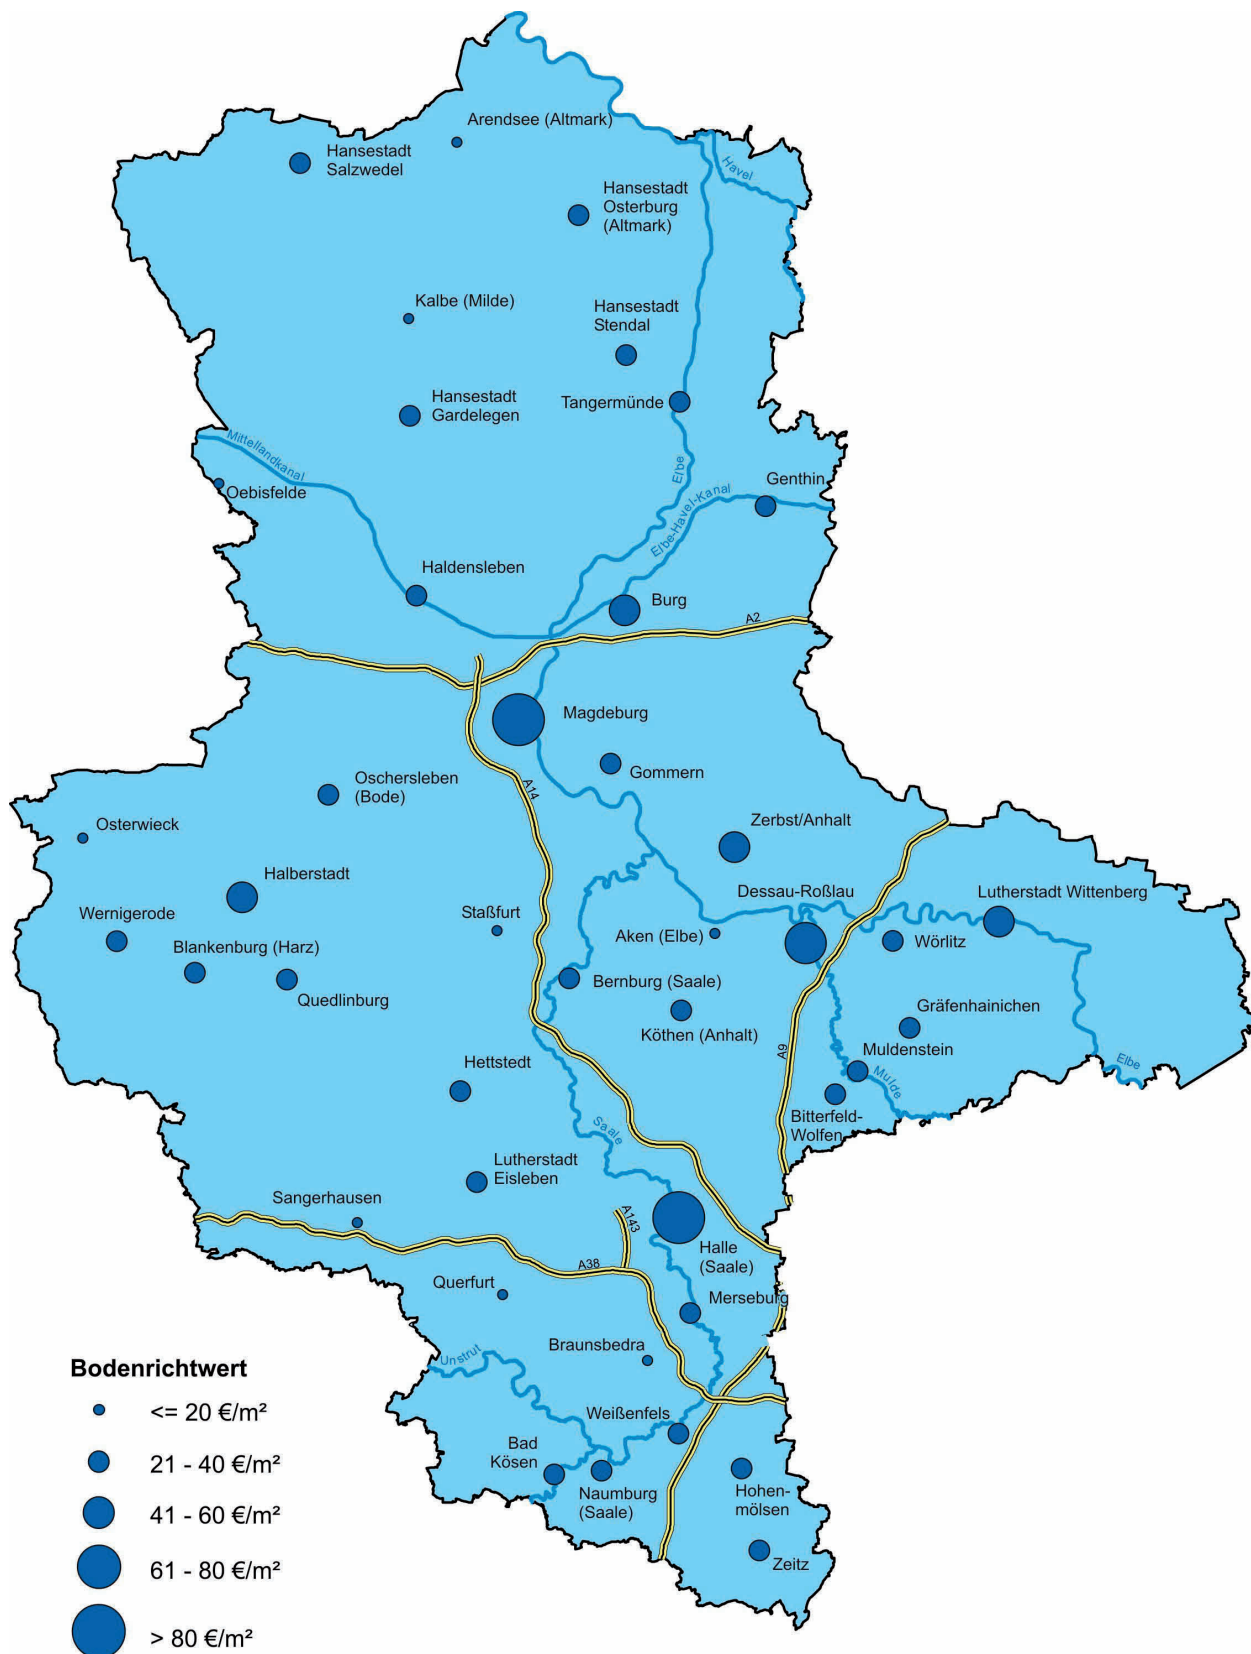 Arendsee (Altmark)
Hansestadt
Salzwedel
Havel
Hansestadt
Osterburg
(Altmark)
Kalbe (Milde)
Hansestadt
Stendal
Hansestadt
Gardelegen
Tangermünde
Mittellandkanal
Elbe
Genthin
Oebisfelde
Elbe-Havel-Kanal
Haldensleben
Burg
A2
Magdeburg
Gommern
Oschersleben
(Bode)
A14
Osterwieck
Zerbst/Anhalt
Halberstadt
Dessau-Roßlau
Lutherstadt Wittenberg
Wernigerode
Staßfurt
Aken (Elbe)
Wörlitz
Blankenburg (Harz)
Bernburg (Saale)
Quedlinburg
Gräfenhainichen
Köthen (Anhalt)
A9
Muldenstein
Elbe
Hettstedt
Mulde
Bitterfeld-
Wolfen
Saale
Lutherstadt
Eisleben
Sangerhausen
A143
Halle
(Saale)
A38
Querfurt
Merseburg
Braunsbedra
Unstrut
Weißenfels
Bad
Kösen
Naumburg
(Saale)
Hohen-
mölsen
Zeitz
Bodenrichtwert
<= 20 €/m²
21 - 40 €/m²
41 - 60 €/m²
61 - 80 €/m²
> 80 €/m²